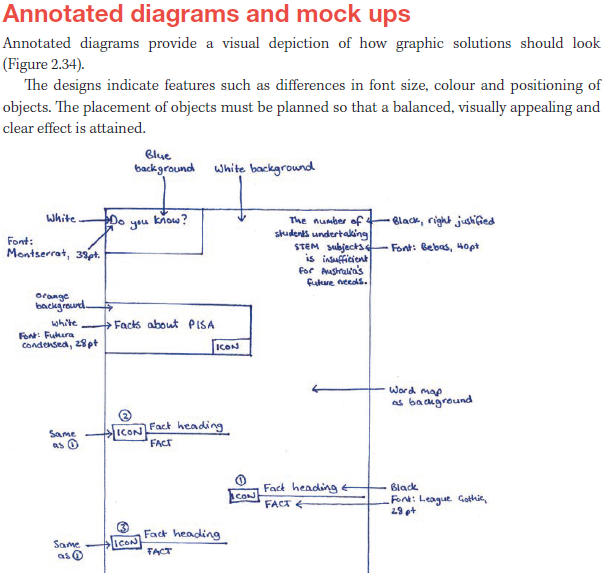 Annotated diagrams and mock ups
Annotated diagrams provide a visual depiction of how graphic solutions should look
(Figure 2.34).
The designs indicate features such as differences in font size, colour and positioning of
objects. The placement of objects must be planned so that a balanced, visually appealing and
clear effect is attained.
Blue
background
White background
White
Do you know?
Font:
Montserrat, 38pt.
The number of
students undertaking
STEM subjects
is insufficient
for Australia's
future needs.
Black, right justified
Font: Bebas, 40pt
Orange
background
White
Font: Futura
condensed, 28pt
Facts about PISA
ICON
Word map
as background
②
Same
as ①
ICON
Fact heading
FACT
①
ICON
Fact heading
FACT
Black
Font: League Gothic,
28 pt
③
Same
as ①
ICON
Fact heading
FACT